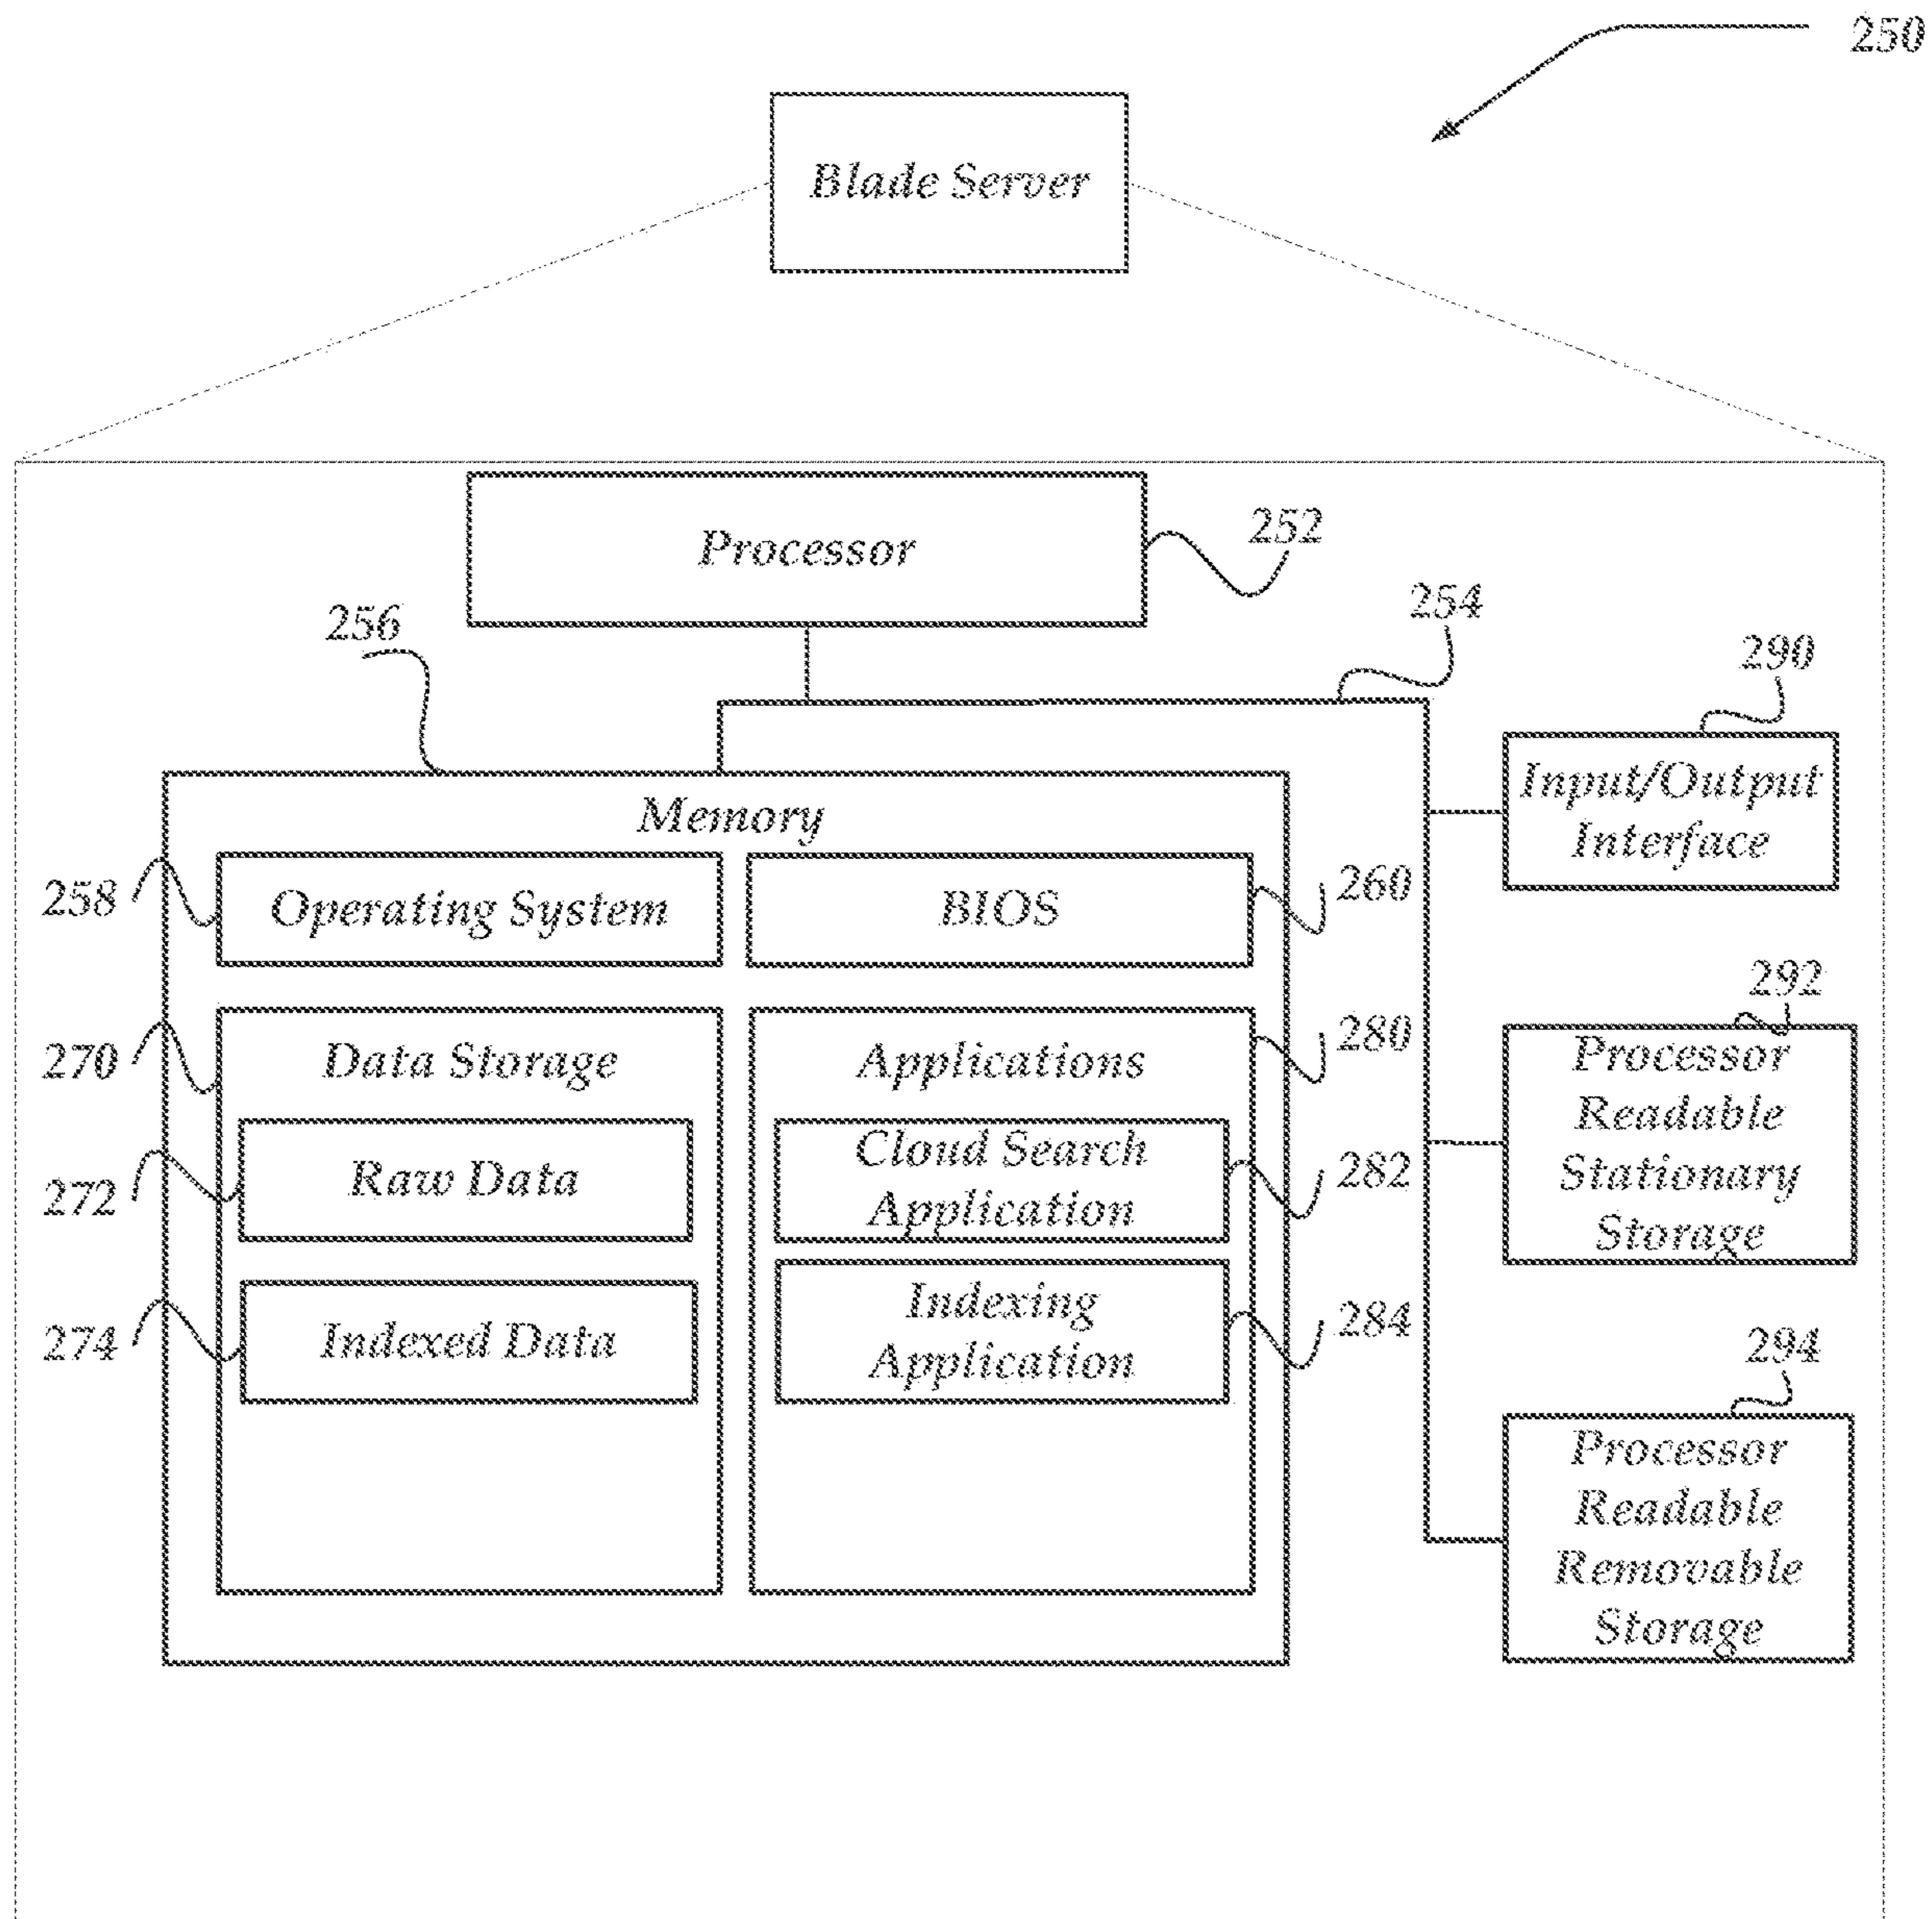 250
Blade Server
Processor
252
256
254
290
Memory
Input/Output
Interface
258
Operating System
BIOS
260
292
270
Data Storage
Applications
280
Processor
Readable
Stationary
Storage
272
Raw Data
Cloud Search
Application
282
274
Indexed Data
Indexing
Application
284
294
Processor
Readable
Removable
Storage